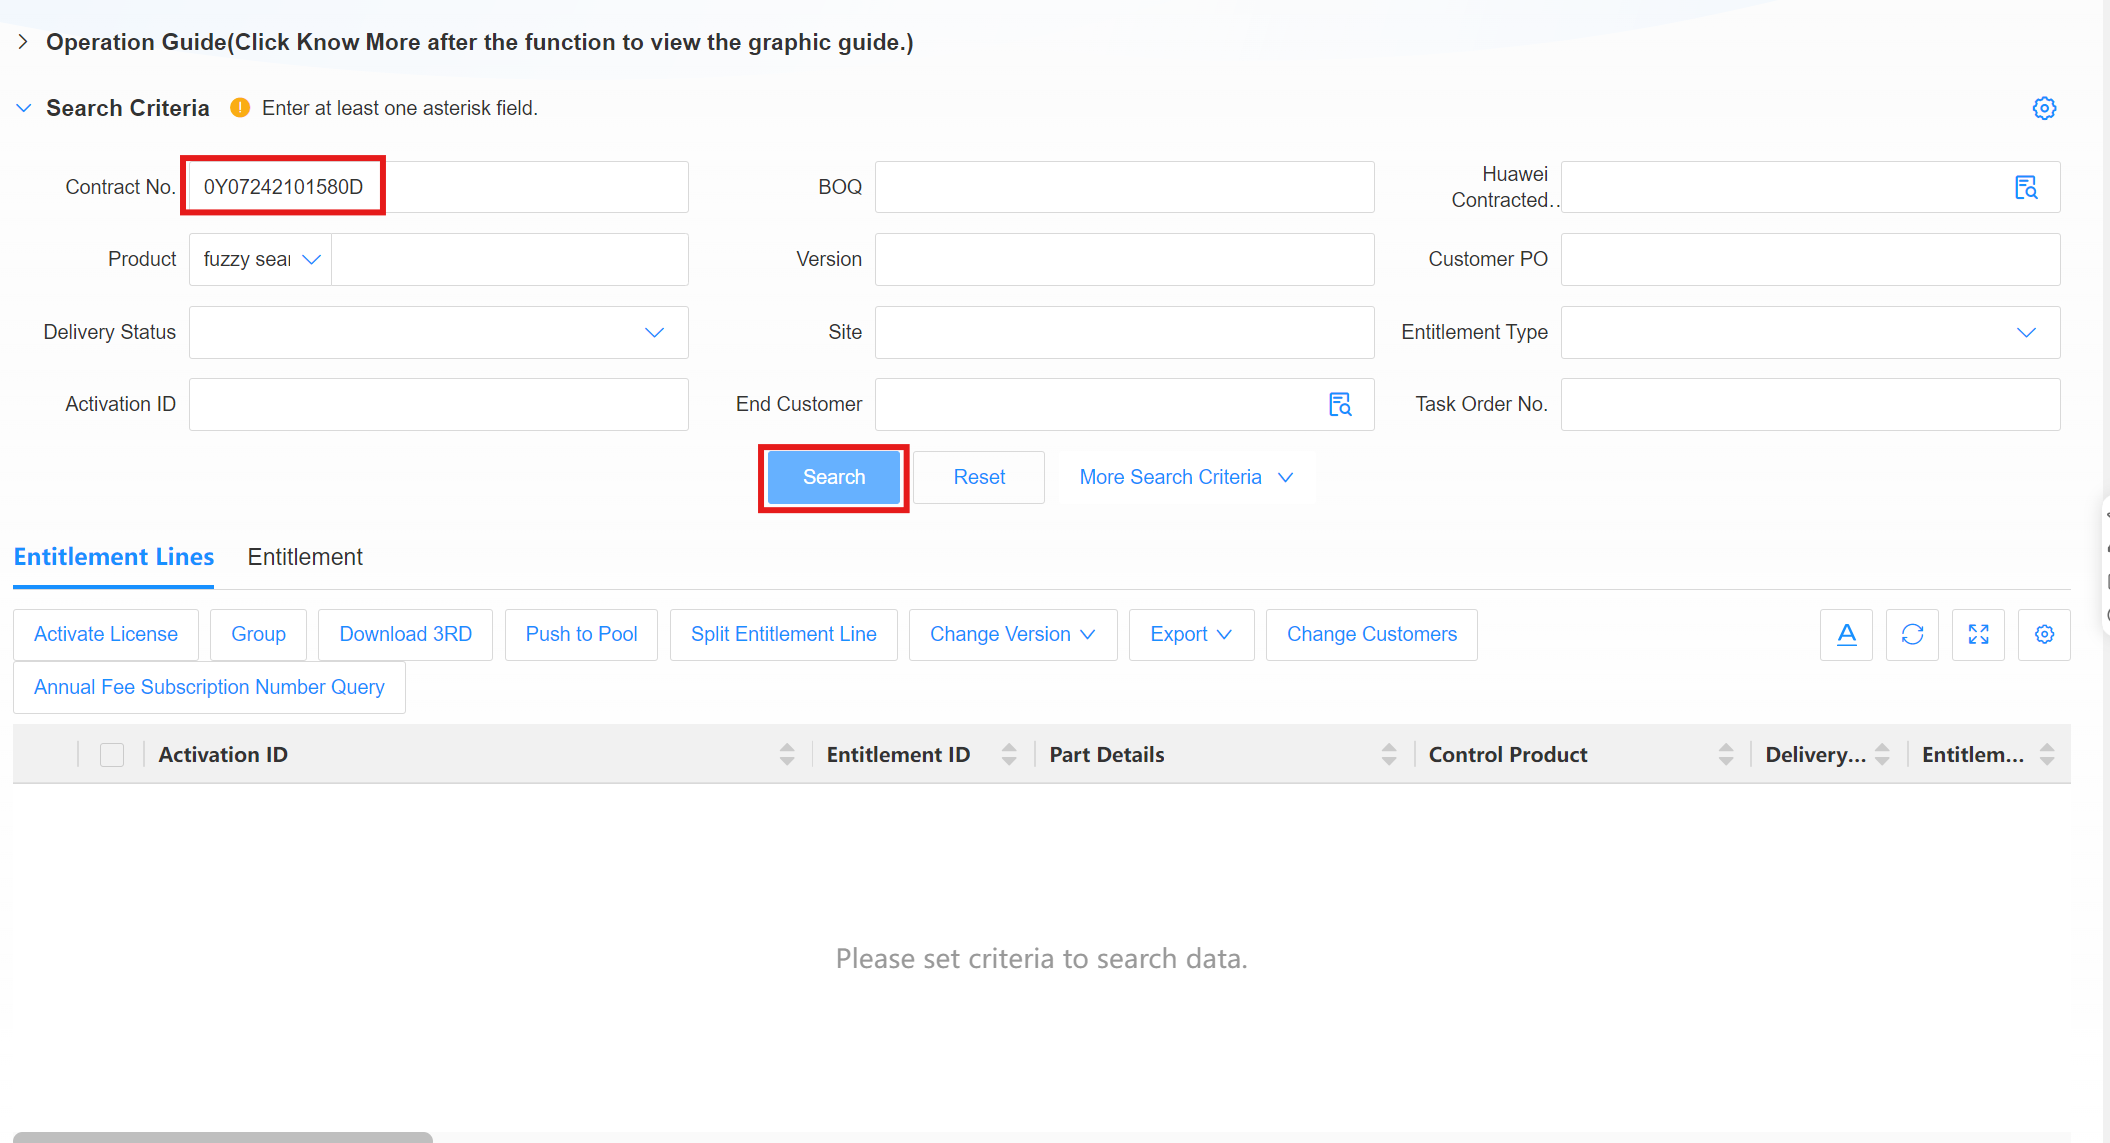 Operation Guide(Click Know More after the function to view the graphic guide.)
Search Criteria ! Enter at least one asterisk field.
Contract No. 0Y07242101580D BOQ Huawei Contracted..
Product fuzzy sear Version Customer PO
Delivery Status Site Entitlement Type
Activation ID End Customer Task Order No.
Search Reset More Search Criteria
Entitlement Lines Entitlement
Activate License Group Download 3RD Push to Pool Split Entitlement Line Change Version Export Change Customers A
Annual Fee Subscription Number Query
Activation ID Entitlement ID Part Details Control Product Delivery... Entitlem...
Please set criteria to search data.